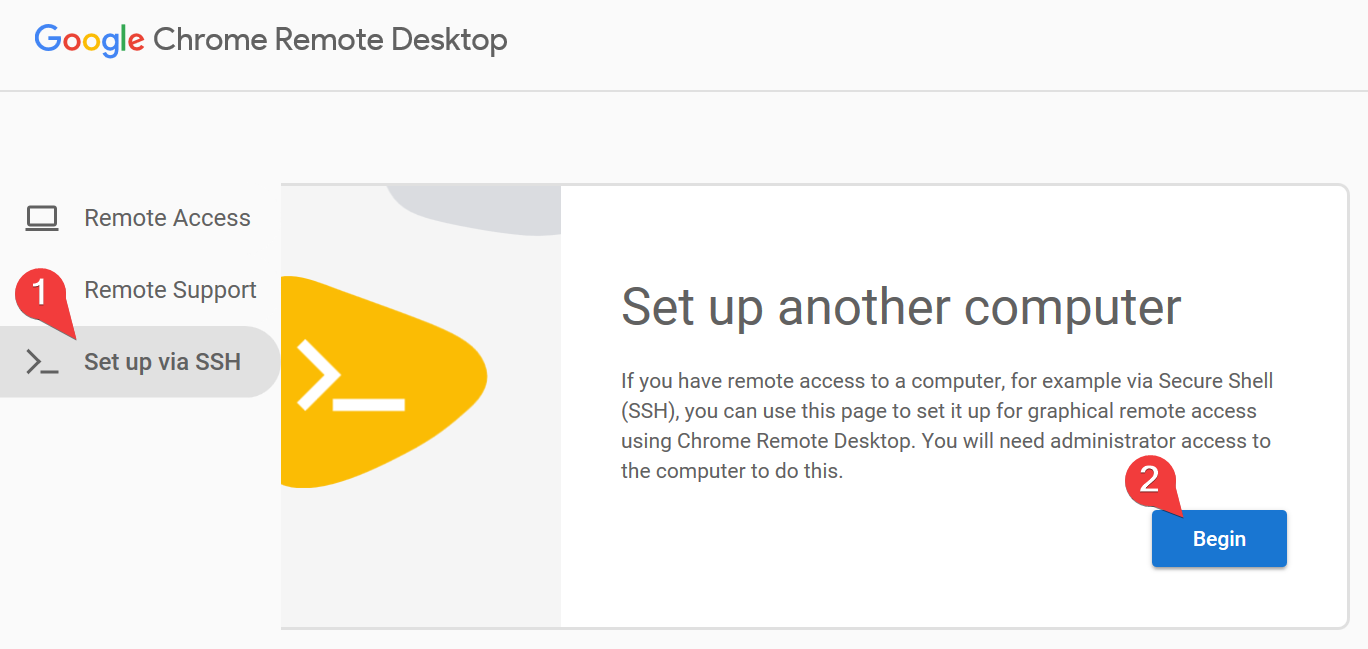 Google Chrome Remote Desktop
Remote Access
1
Remote Support
Set up via SSH
Set up another computer
If you have remote access to a computer, for example via Secure Shell
(SSH), you can use this page to set it up for graphical remote access
using Chrome Remote Desktop. You will need administrator access to
the computer to do this.
2
Begin